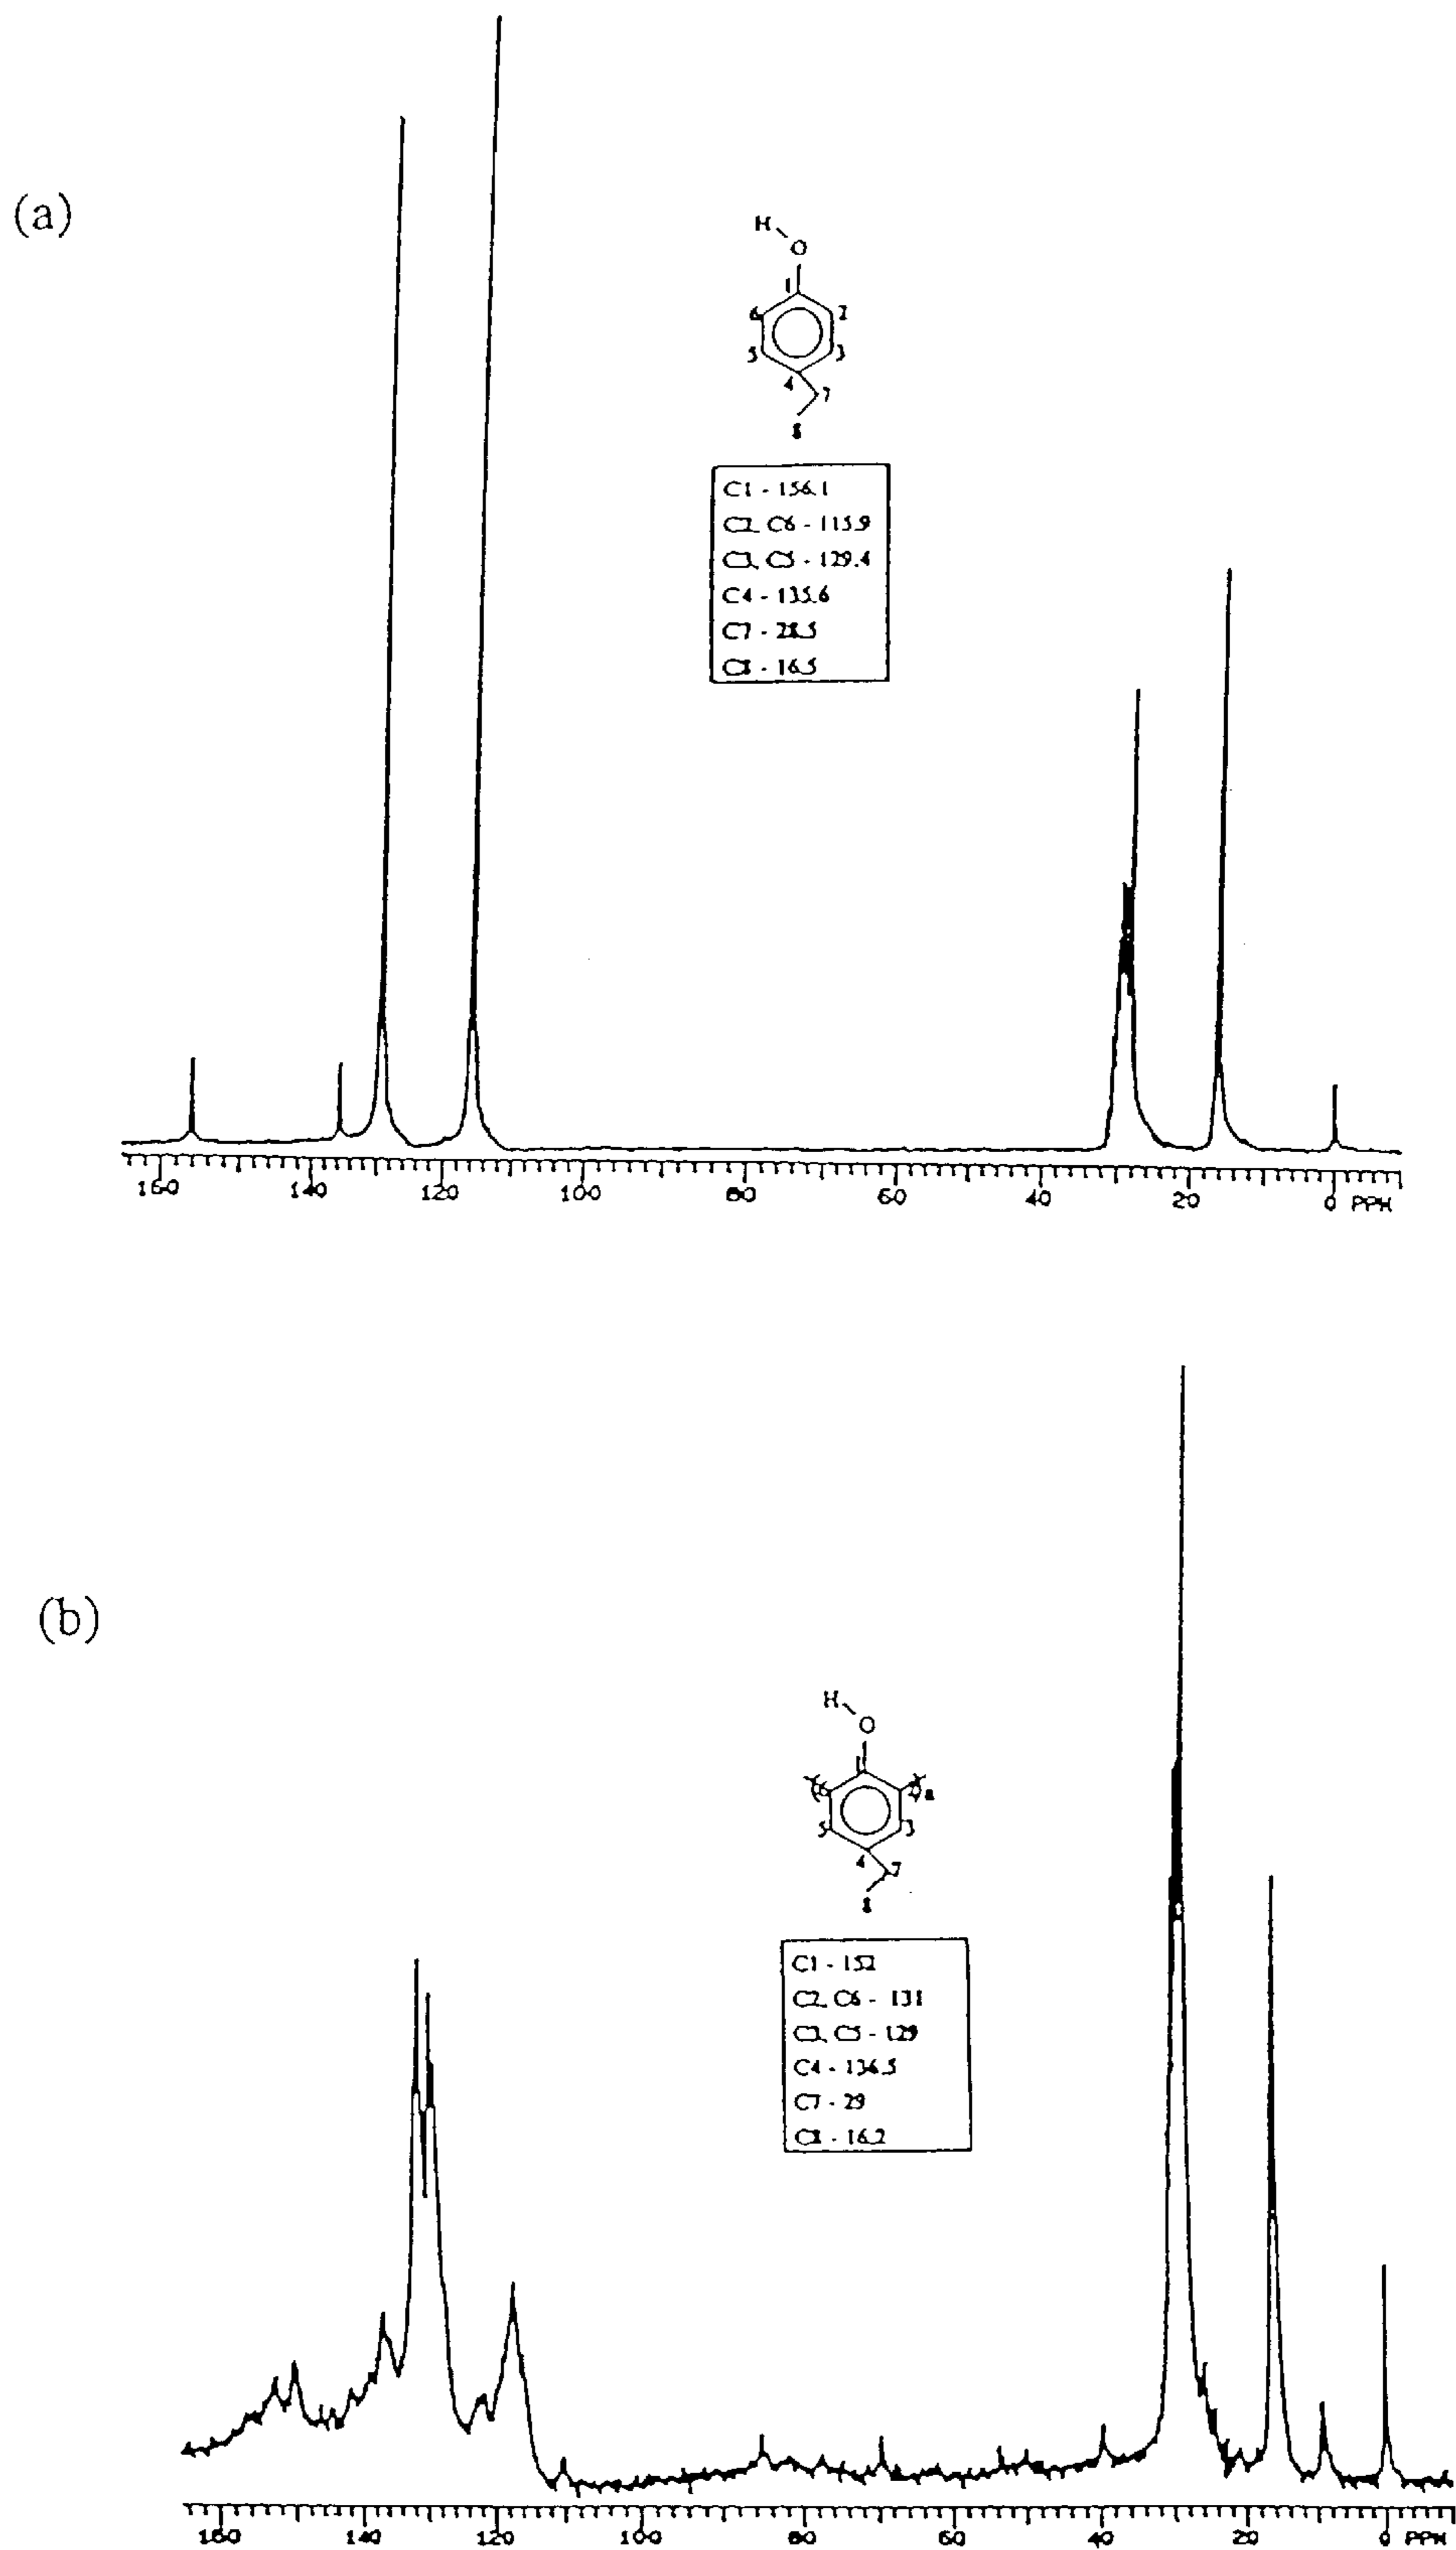 (a)
H
O
1
6 2
5 3
4 7
8
C1 - 156.1
C2, C6 - 115.9
C3, C5 - 129.4
C4 - 135.6
C7 - 28.5
C8 - 16.5
160 140 120 100 80 60 40 20 0 PPM
(b)
H
O
1
5 3
4 7
8
C1 - 152
C2, C6 - 131
C3, C5 - 129
C4 - 136.5
C7 - 29
C8 - 16.2
160 140 120 100 80 60 40 20 0 PPM